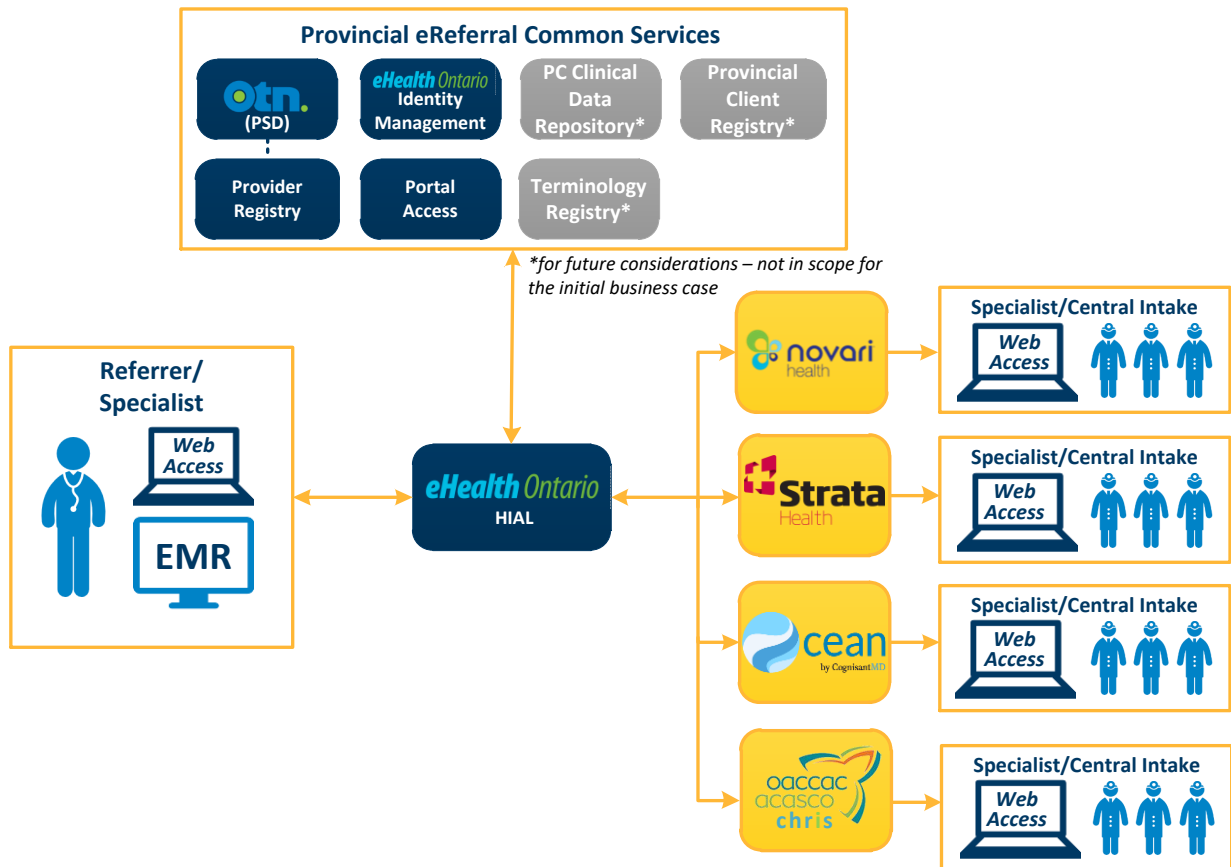 Provincial eReferral Common Services
otn.
(PSD)
eHealth Ontario
Identity
Management
PC Clinical
Data
Repository*
Provincial
Client
Registry*
Provider
Registry
Portal
Access
Terminology
Registry*
*for future considerations – not in scope for
the initial business case
Referrer/
Specialist
Web
Access
EMR
eHealth Ontario
HIAL
novari
health
Specialist/Central Intake
Web
Access
Strata
Health
Specialist/Central Intake
Web
Access
cean
by CognisantMD
Specialist/Central Intake
Web
Access
oaccac
acasco
chris
Specialist/Central Intake
Web
Access